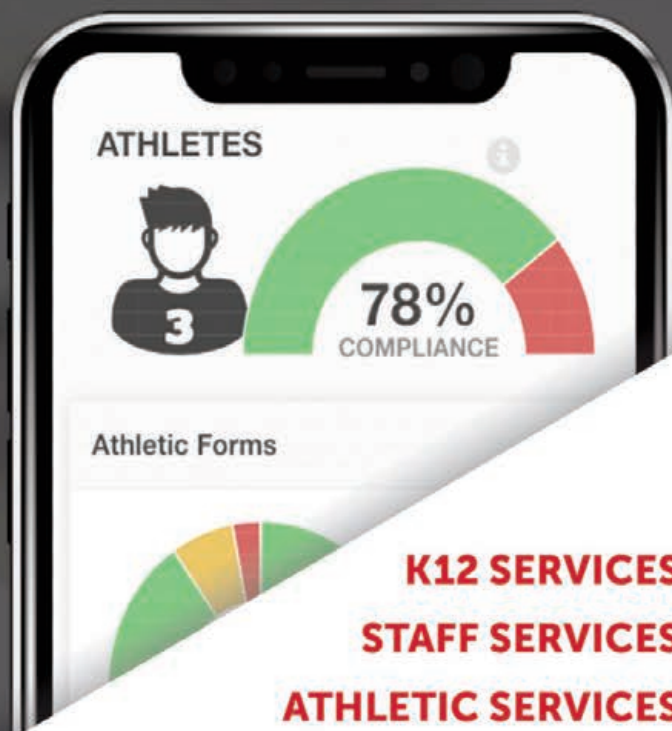 ATHLETES
3
78%
COMPLIANCE
Athletic Forms
K12 SERVICES
STAFF SERVICES
ATHLETIC SERVICES